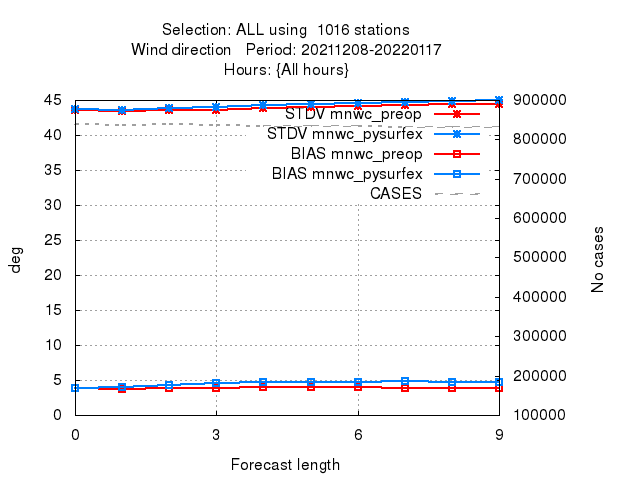 Selection: ALL using  1016 stations
Wind direction   Period: 20211208-20220117
Hours: {All hours}
45 900000
STDV mnwc_preop
40 STDV mnwc_pysurfex 800000
35 BIAS mnwc_preop 700000
BIAS mnwc_pysurfex
30 CASES 600000
25 500000
deg No cases
20
15 400000
10 300000
5 200000
0 100000
0 3 6 9
Forecast length